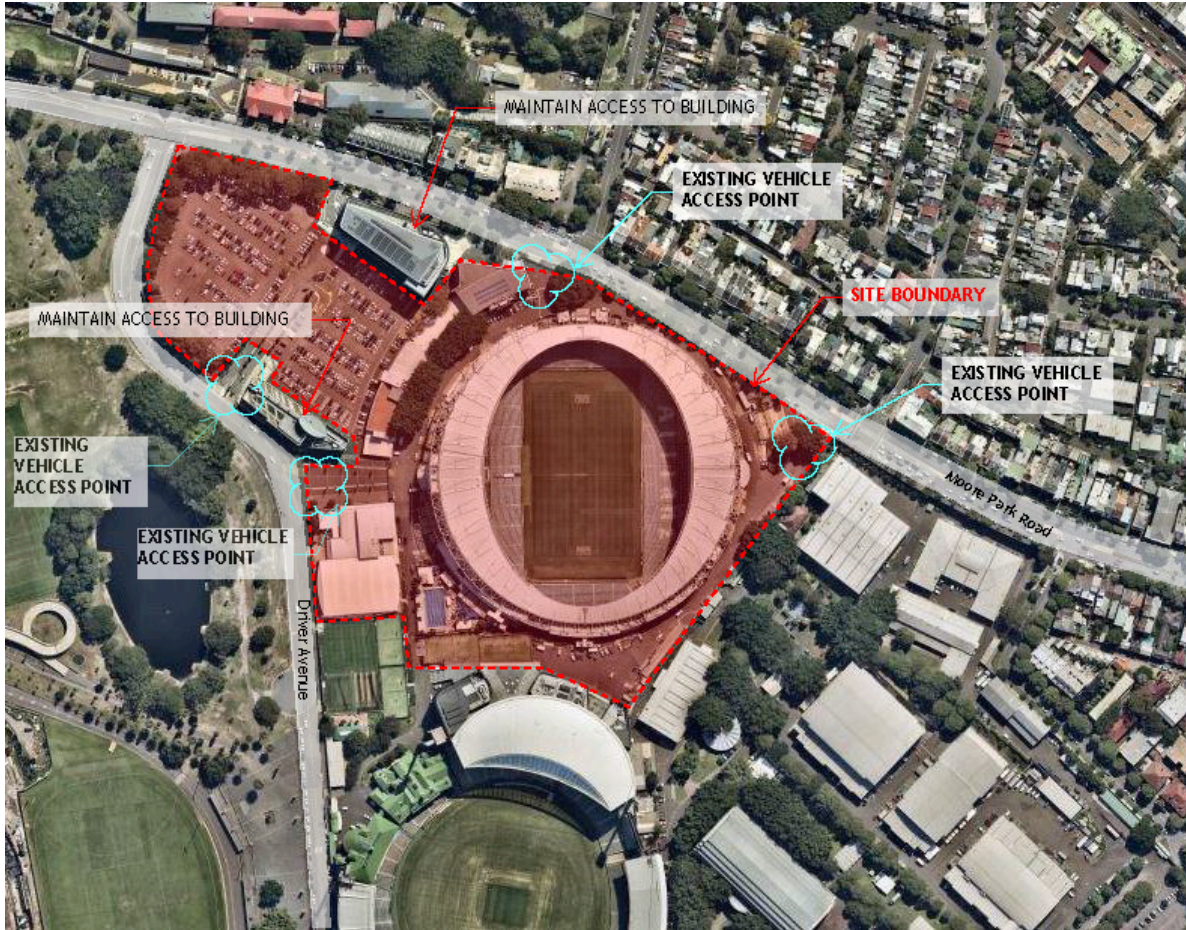 MAINTAIN ACCESS TO BUILDING
EXISTING VEHICLE
ACCESS POINT
SITE BOUNDARY
MAINTAIN ACCESS TO BUILDING
EXISTING VEHICLE
ACCESS POINT
EXISTING
VEHICLE
ACCESS POINT
Moore Park Road
EXISTING VEHICLE
ACCESS POINT
Driver Avenue